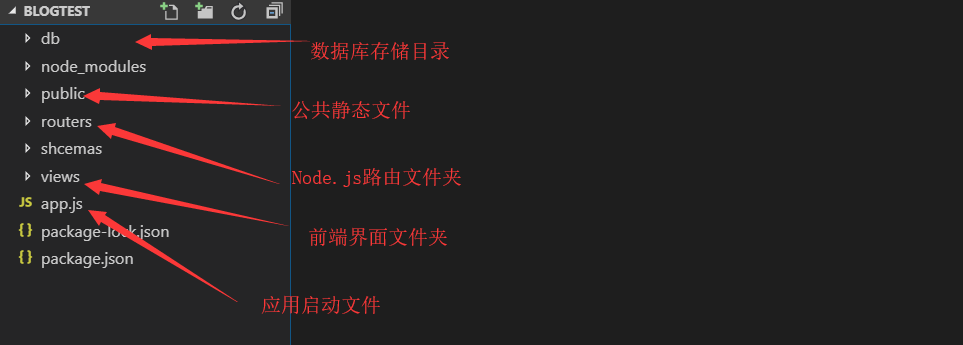 BLOGTEST
db
数据库存储目录
node_modules
public
公共静态文件
routers
shcemas
Node.js路由文件夹
views
JS app.js
package-lock.json
前端界面文件夹
{} package.json
应用启动文件